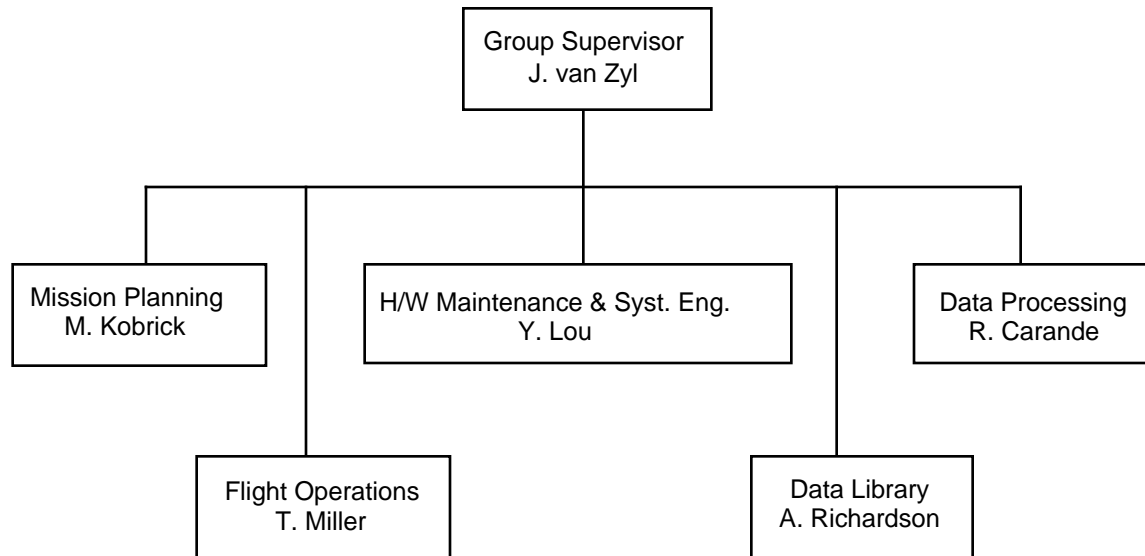 Group Supervisor
J. van Zyl
Mission Planning
M. Kobrick
H/W Maintenance & Syst. Eng.
Y. Lou
Data Processing
R. Carande
Flight Operations
T. Miller
Data Library
A. Richardson